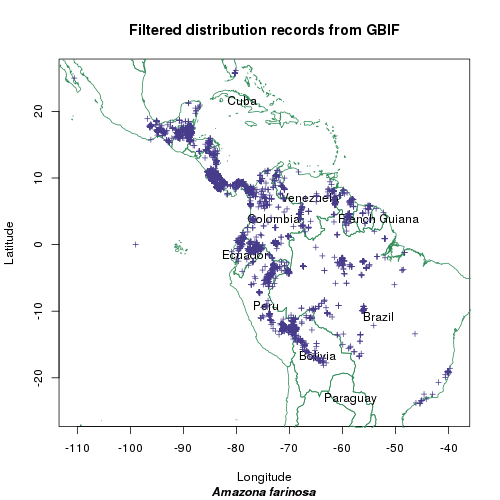 Filtered distribution records from GBIF
Cuba
Venezuela
Colombia
French Guiana
Ecuador
Peru
Brazil
Bolivia
Paraguay
20
10
0
-10
-20
Latitude
-110
-100
-90
-80
-70
-60
-50
-40
Longitude
Amazona farinosa